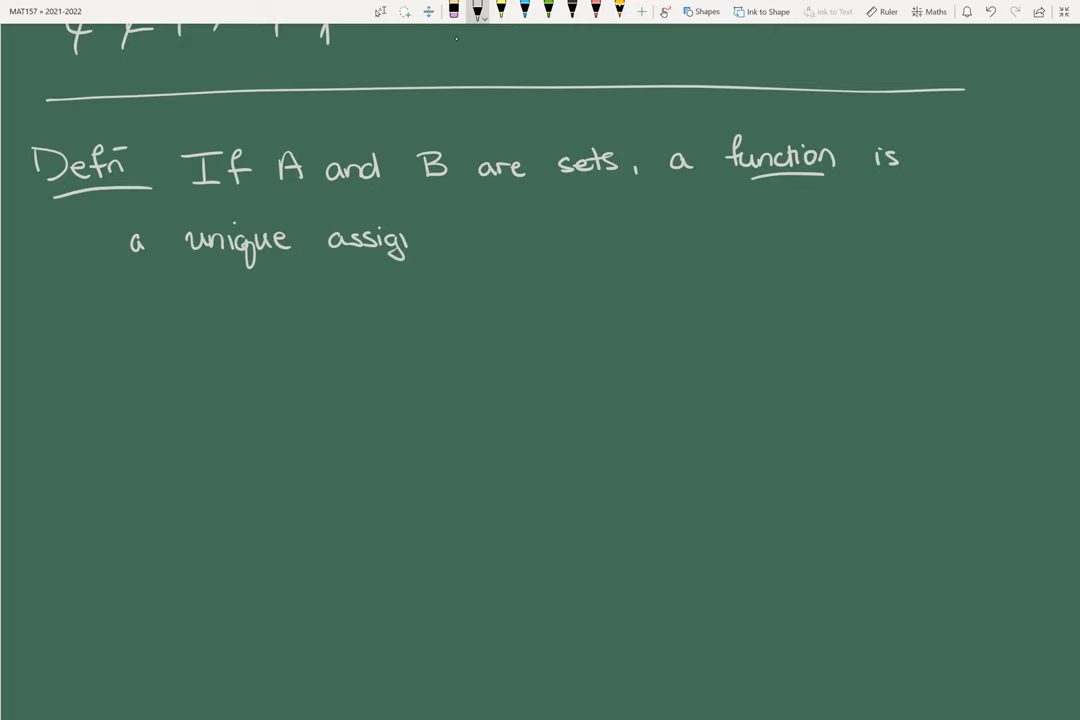 MAT157 » 2021-2022
Shapes Ink to Shape Ink to Text Ruler Maths
Defn If A and B are sets, a function is
a unique assig